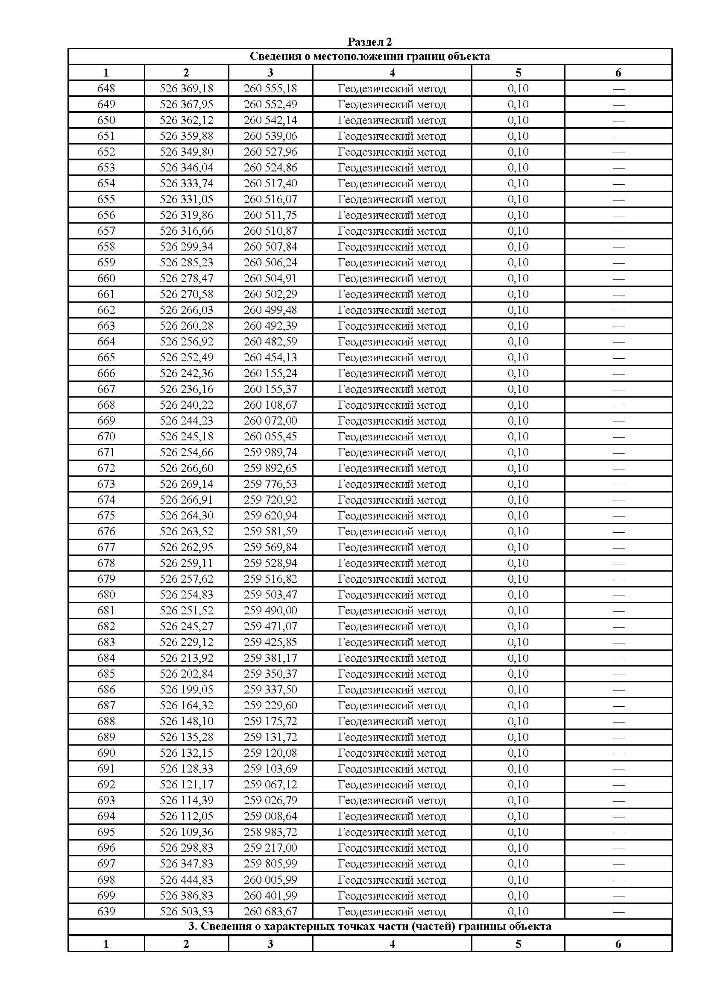 Раздел 2
Сведения о местоположении границ объекта
1 2 3 4 5 6
648 526 369,18 260 555,18 Геодезический метод 0,10 —
649 526 367,95 260 552,49 Геодезический метод 0,10 —
650 526 362,12 260 542,14 Геодезический метод 0,10 —
651 526 359,88 260 539,06 Геодезический метод 0,10 —
652 526 349,80 260 527,96 Геодезический метод 0,10 —
653 526 346,04 260 524,86 Геодезический метод 0,10 —
654 526 333,74 260 517,40 Геодезический метод 0,10 —
655 526 331,05 260 516,07 Геодезический метод 0,10 —
656 526 319,86 260 511,75 Геодезический метод 0,10 —
657 526 316,66 260 510,87 Геодезический метод 0,10 —
658 526 299,34 260 507,84 Геодезический метод 0,10 —
659 526 285,23 260 506,24 Геодезический метод 0,10 —
660 526 278,47 260 504,91 Геодезический метод 0,10 —
661 526 270,58 260 502,29 Геодезический метод 0,10 —
662 526 266,03 260 499,48 Геодезический метод 0,10 —
663 526 260,28 260 492,39 Геодезический метод 0,10 —
664 526 256,92 260 482,59 Геодезический метод 0,10 —
665 526 252,49 260 454,13 Геодезический метод 0,10 —
666 526 242,36 260 155,24 Геодезический метод 0,10 —
667 526 236,16 260 155,37 Геодезический метод 0,10 —
668 526 240,22 260 108,67 Геодезический метод 0,10 —
669 526 244,23 260 072,00 Геодезический метод 0,10 —
670 526 245,18 260 055,45 Геодезический метод 0,10 —
671 526 254,66 259 989,74 Геодезический метод 0,10 —
672 526 266,60 259 892,65 Геодезический метод 0,10 —
673 526 269,14 259 776,53 Геодезический метод 0,10 —
674 526 266,91 259 720,92 Геодезический метод 0,10 —
675 526 264,30 259 620,94 Геодезический метод 0,10 —
676 526 263,52 259 581,59 Геодезический метод 0,10 —
677 526 262,95 259 569,84 Геодезический метод 0,10 —
678 526 259,11 259 528,94 Геодезический метод 0,10 —
679 526 257,62 259 516,82 Геодезический метод 0,10 —
680 526 254,83 259 503,47 Геодезический метод 0,10 —
681 526 251,52 259 490,00 Геодезический метод 0,10 —
682 526 245,27 259 471,07 Геодезический метод 0,10 —
683 526 229,12 259 425,85 Геодезический метод 0,10 —
684 526 213,92 259 381,17 Геодезический метод 0,10 —
685 526 202,84 259 350,37 Геодезический метод 0,10 —
686 526 199,05 259 337,50 Геодезический метод 0,10 —
687 526 164,32 259 229,60 Геодезический метод 0,10 —
688 526 148,10 259 175,72 Геодезический метод 0,10 —
689 526 135,28 259 131,72 Геодезический метод 0,10 —
690 526 132,15 259 120,08 Геодезический метод 0,10 —
691 526 128,33 259 103,69 Геодезический метод 0,10 —
692 526 121,17 259 067,12 Геодезический метод 0,10 —
693 526 114,39 259 026,79 Геодезический метод 0,10 —
694 526 112,05 259 008,64 Геодезический метод 0,10 —
695 526 109,36 258 983,72 Геодезический метод 0,10 —
696 526 298,83 259 217,00 Геодезический метод 0,10 —
697 526 347,83 259 805,99 Геодезический метод 0,10 —
698 526 444,83 260 005,99 Геодезический метод 0,10 —
699 526 386,83 260 401,99 Геодезический метод 0,10 —
639 526 503,53 260 683,67 Геодезический метод 0,10 —
3. Сведения о характерных точках части (частей) границы объекта
1 2 3 4 5 6